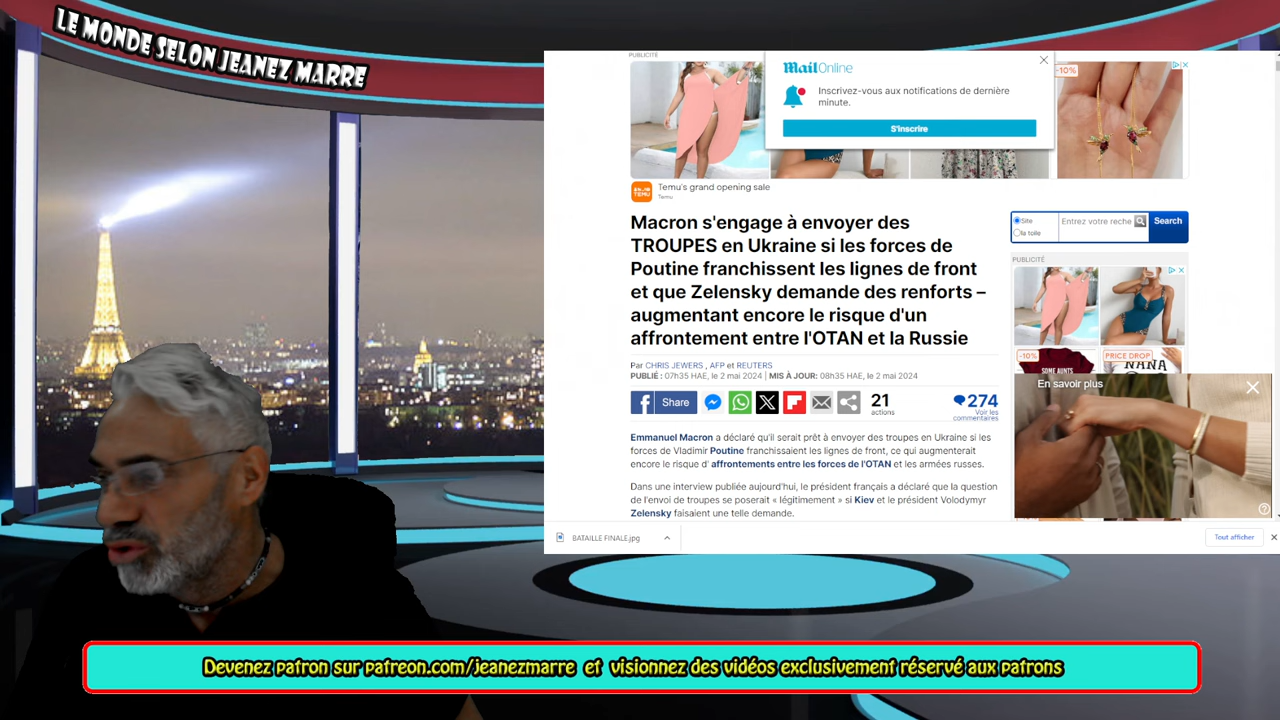 LE MONDE SELON JEANEZ MARRE
PUBLICITÉ
MailOnline
Inscrivez-vous aux notifications de dernière
minute.
S'inscrire
-10%
Temu's grand opening sale
Temu
Macron s'engage à envoyer des
TROUPES en Ukraine si les forces de
Poutine franchissent les lignes de front
et que Zelensky demande des renforts –
augmentant encore le risque d'un
affrontement entre l'OTAN et la Russie
Par CHRIS JEWERS , AFP et REUTERS
PUBLIÉ : 07h35 HAE, le 2 mai 2024 | MIS À JOUR: 08h35 HAE, le 2 mai 2024
Share
21
actions
274
Voir les
commentaires
Emmanuel Macron a déclaré qu'il serait prêt à envoyer des troupes en Ukraine si les
forces de Vladimir Poutine franchissaient les lignes de front, ce qui augmenterait
encore le risque d' affrontements entre les forces de l'OTAN et les armées russes.
Dans une interview publiée aujourd'hui, le président français a déclaré que la question
de l'envoi de troupes se poserait « légitimement » si Kiev et le président Volodymyr
Zelensky faisaient une telle demande.
Site
la toile
Entrez votre reche
Search
PUBLICITÉ
-10%
SOME AUNTS
PRICE DROP
NANA
En savoir plus
BATAILLE FINALE.jpg
Tout afficher
Devenez patron sur patreon.com/jeanezmarre et visionnez des vidéos exclusivement réservé aux patrons